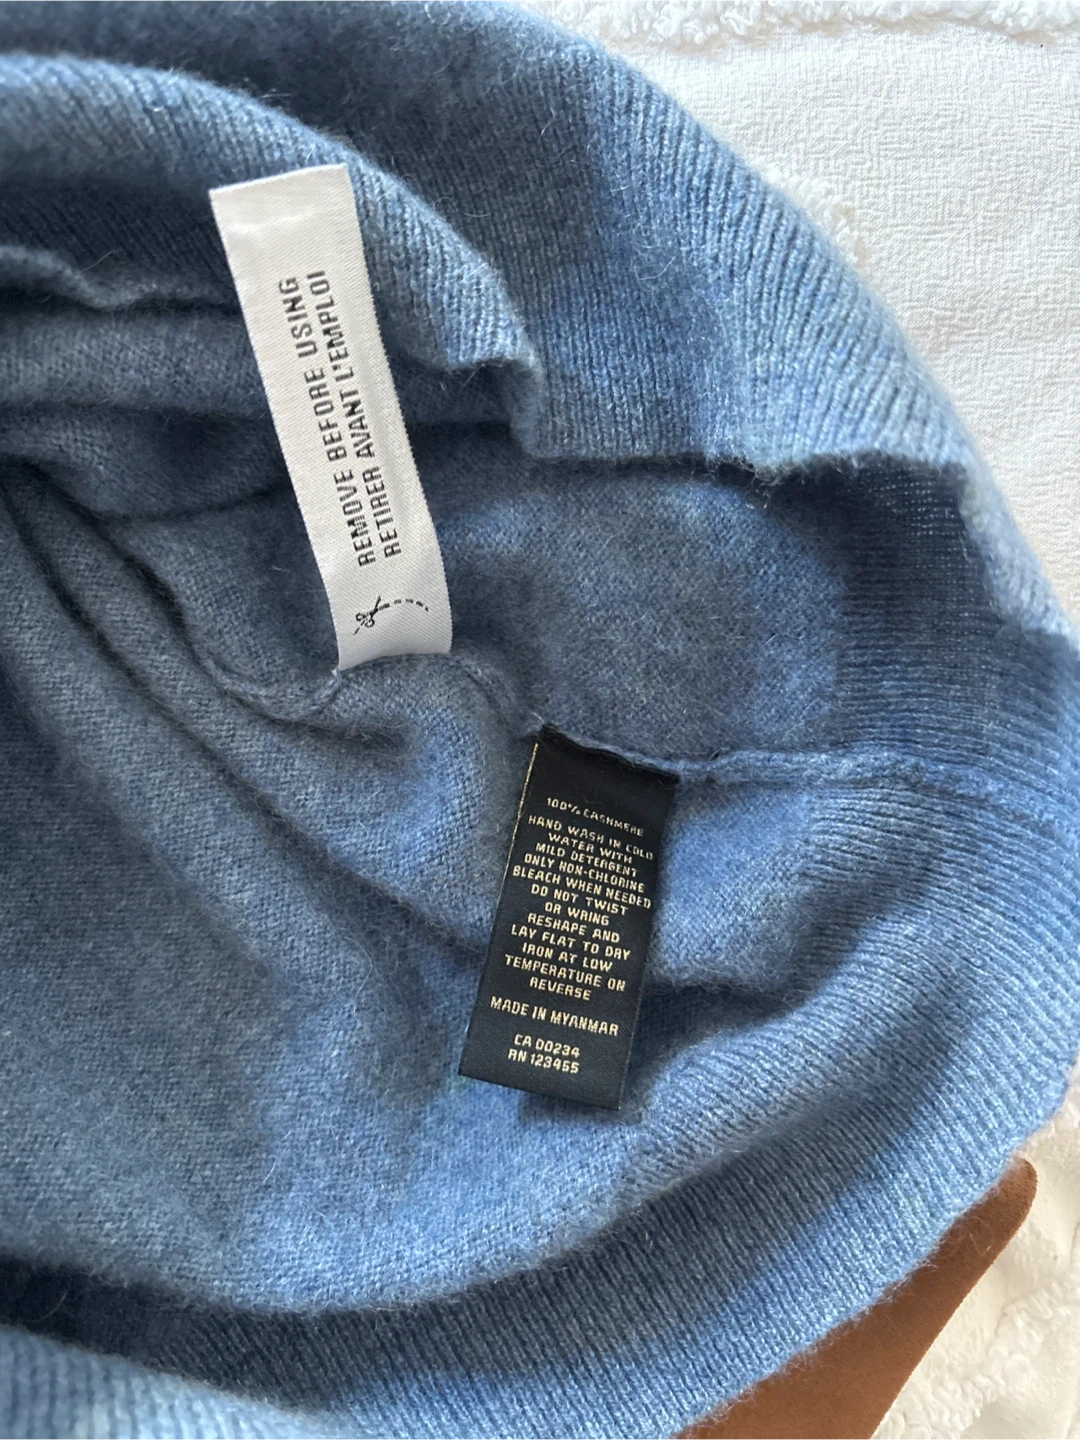 REMOVE BEFORE USING
RETIRER AVANT L'EMPLOI
100% CASHMERE
HAND WASH IN COLD
WATER WITH
MILD DETERGENT
ONLY NON-CHLORINE
BLEACH WHEN NEEDED
DO NOT TWIST
OR WRING
RESHAPE AND
LAY FLAT TO DRY
IRON AT LOW
TEMPERATURE ON
REVERSE
MADE IN MYANMAR
CA 00234
RN 123455